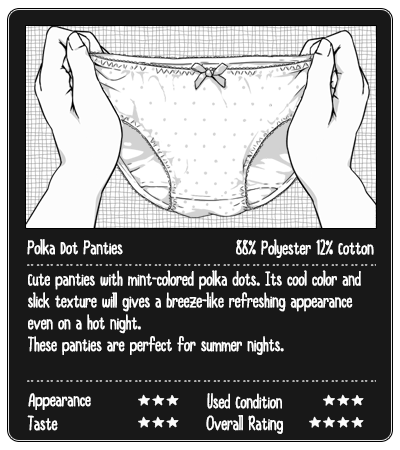 Polka Dot Panties 88% Polyester 12% Cotton
Cute panties with mint-colored polka dots. Its cool color and
slick texture will gives a breeze-like refreshing appearance
even on a hot night.
These panties are perfect for summer nights.
Appearance ★★★ Used Condition ★★★
Taste ★★★ Overall Rating ★★★★